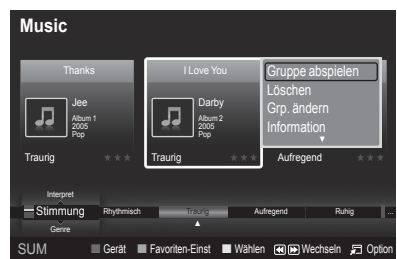 Music
Thanks
I Love You
Gruppe abspielen
Löschen
Grp. ändern
Information
Jee
Album 1
2005
Pop
Darby
Album 2
2005
Pop
Traurig
Traurig
Aufregend
Interpret
Stimmung
Rhythmisch
Traurig
Aufregend
Ruhig
...
Genre
SUM
Gerät
Favoriten-Einst
Wählen
Wechseln
Option